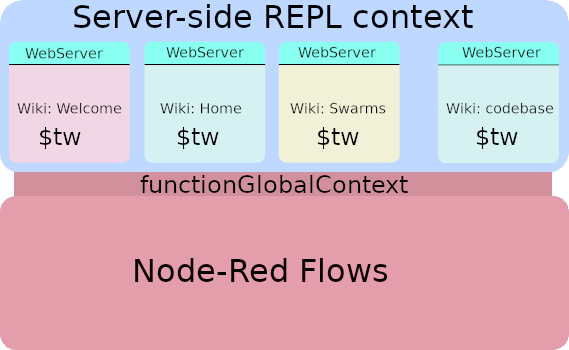 Server-side REPL context
WebServer WebServer WebServer WebServer
Wiki: Welcome Wiki: Home Wiki: Swarms Wiki: codebase
$tw $tw $tw $tw
functionGlobalContext
Node-Red Flows